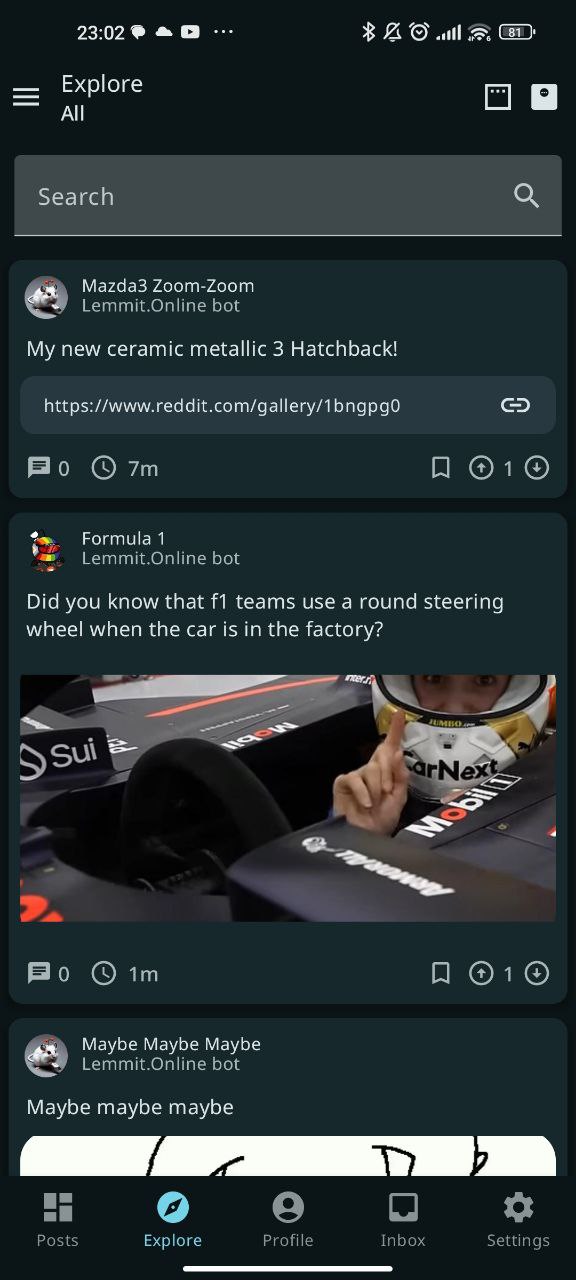 23:02
81
Explore
All
Search
Mazda3 Zoom-Zoom
Lemmit.Online bot
My new ceramic metallic 3 Hatchback!
https://www.reddit.com/gallery/1bngpg0
0 7m 1
Formula 1
Lemmit.Online bot
Did you know that f1 teams use a round steering
wheel when the car is in the factory?
Sui
Mobil
JUMBO.com
CarNext
Mobil 1
ArmorAll
0 1m 1
Maybe Maybe Maybe
Lemmit.Online bot
Maybe maybe maybe
Posts Explore Profile Inbox Settings